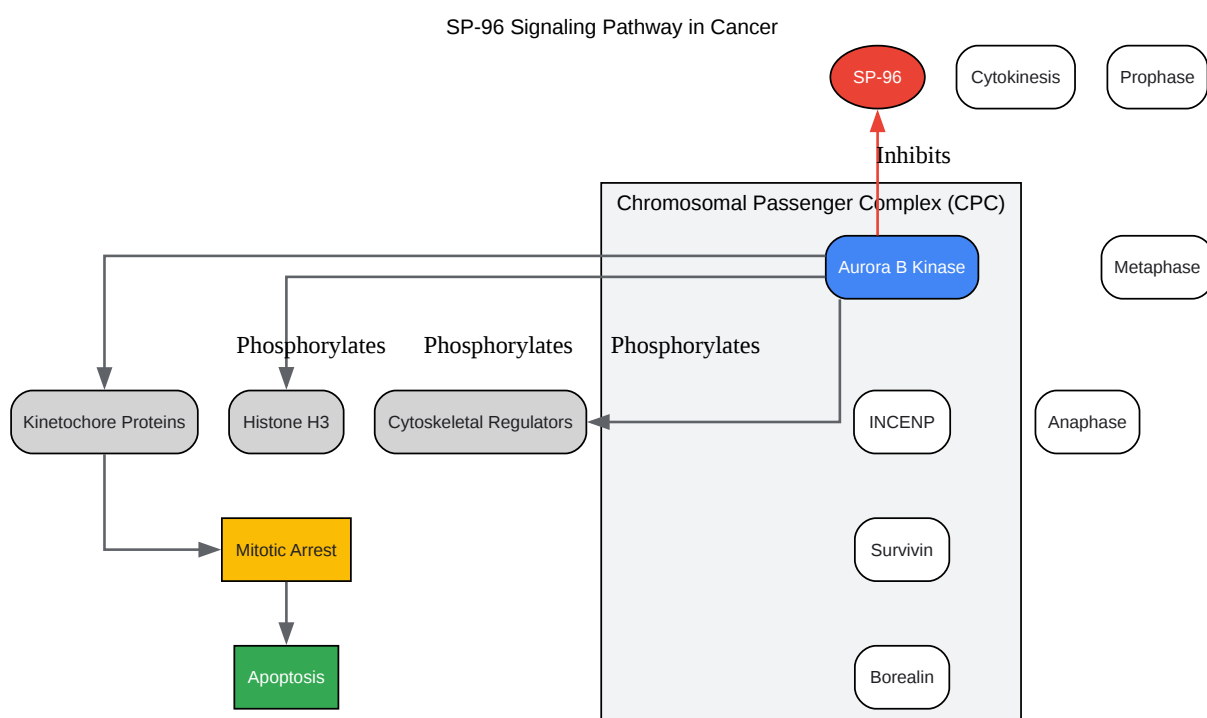 SP-96 Signaling Pathway in Cancer
SP-96
Cytokinesis
Prophase
Inhibits
Chromosomal Passenger Complex (CPC)
Aurora B Kinase
Metaphase
Phosphorylates
Phosphorylates
Phosphorylates
Kinetochore Proteins
Histone H3
Cytoskeletal Regulators
INCENP
Anaphase
Mitotic Arrest
Survivin
Apoptosis
Borealin